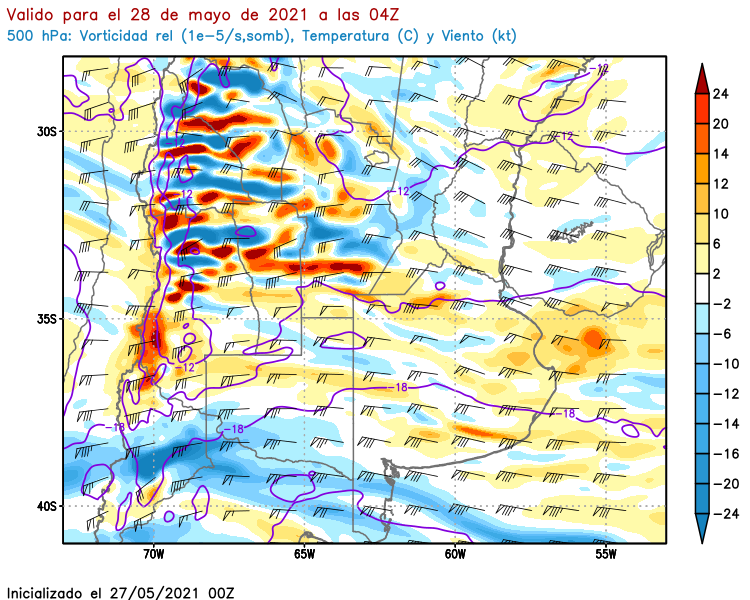 Valido para el 28 de mayo de 2021 a las 04Z
500 hPa: Vorticidad rel (1e−5/s,somb), Temperatura (C) y Viento (kt)
−12
24
20
30S
12
−12
14
12
−12
12
10
6
2
35S
−2
−12
−6
−18
−10
−18
−18
−18
−14
−16
−20
40S
−24
70W
65W
60W
55W
Inicializado el 27/05/2021 00Z